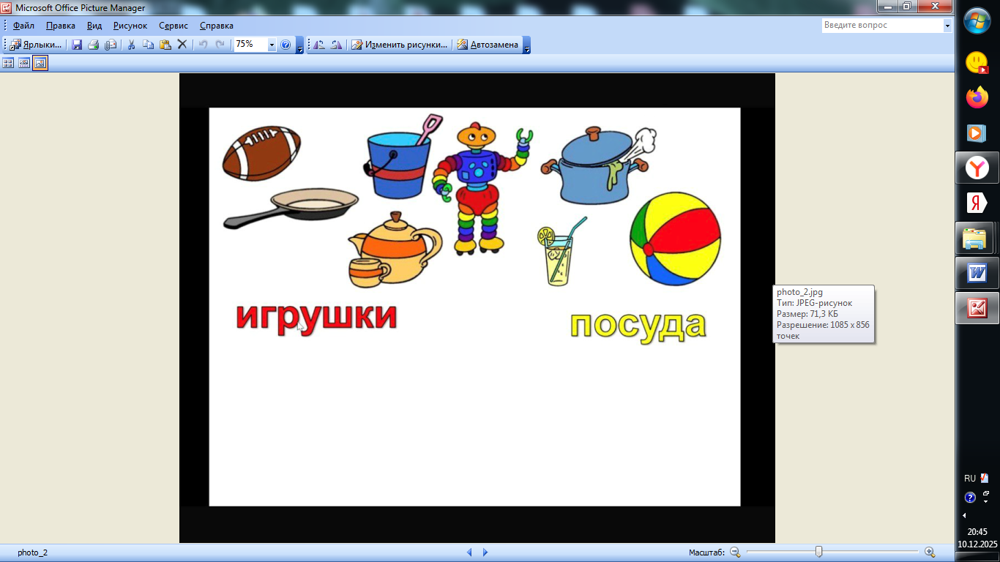 Microsoft Office Picture Manager
Файл Правка Вид Рисунок Сервис Справка
Введите вопрос
Ярлыки... 75% Изменить рисунки... Автозамена
игрушки
посуда
photo_2.jpg
Тип: JPEG-рисунок
Размер: 71,3 КБ
Разрешение: 1085 x 856
точек
RU
20:45
10.12.2025
photo_2
Масштаб: